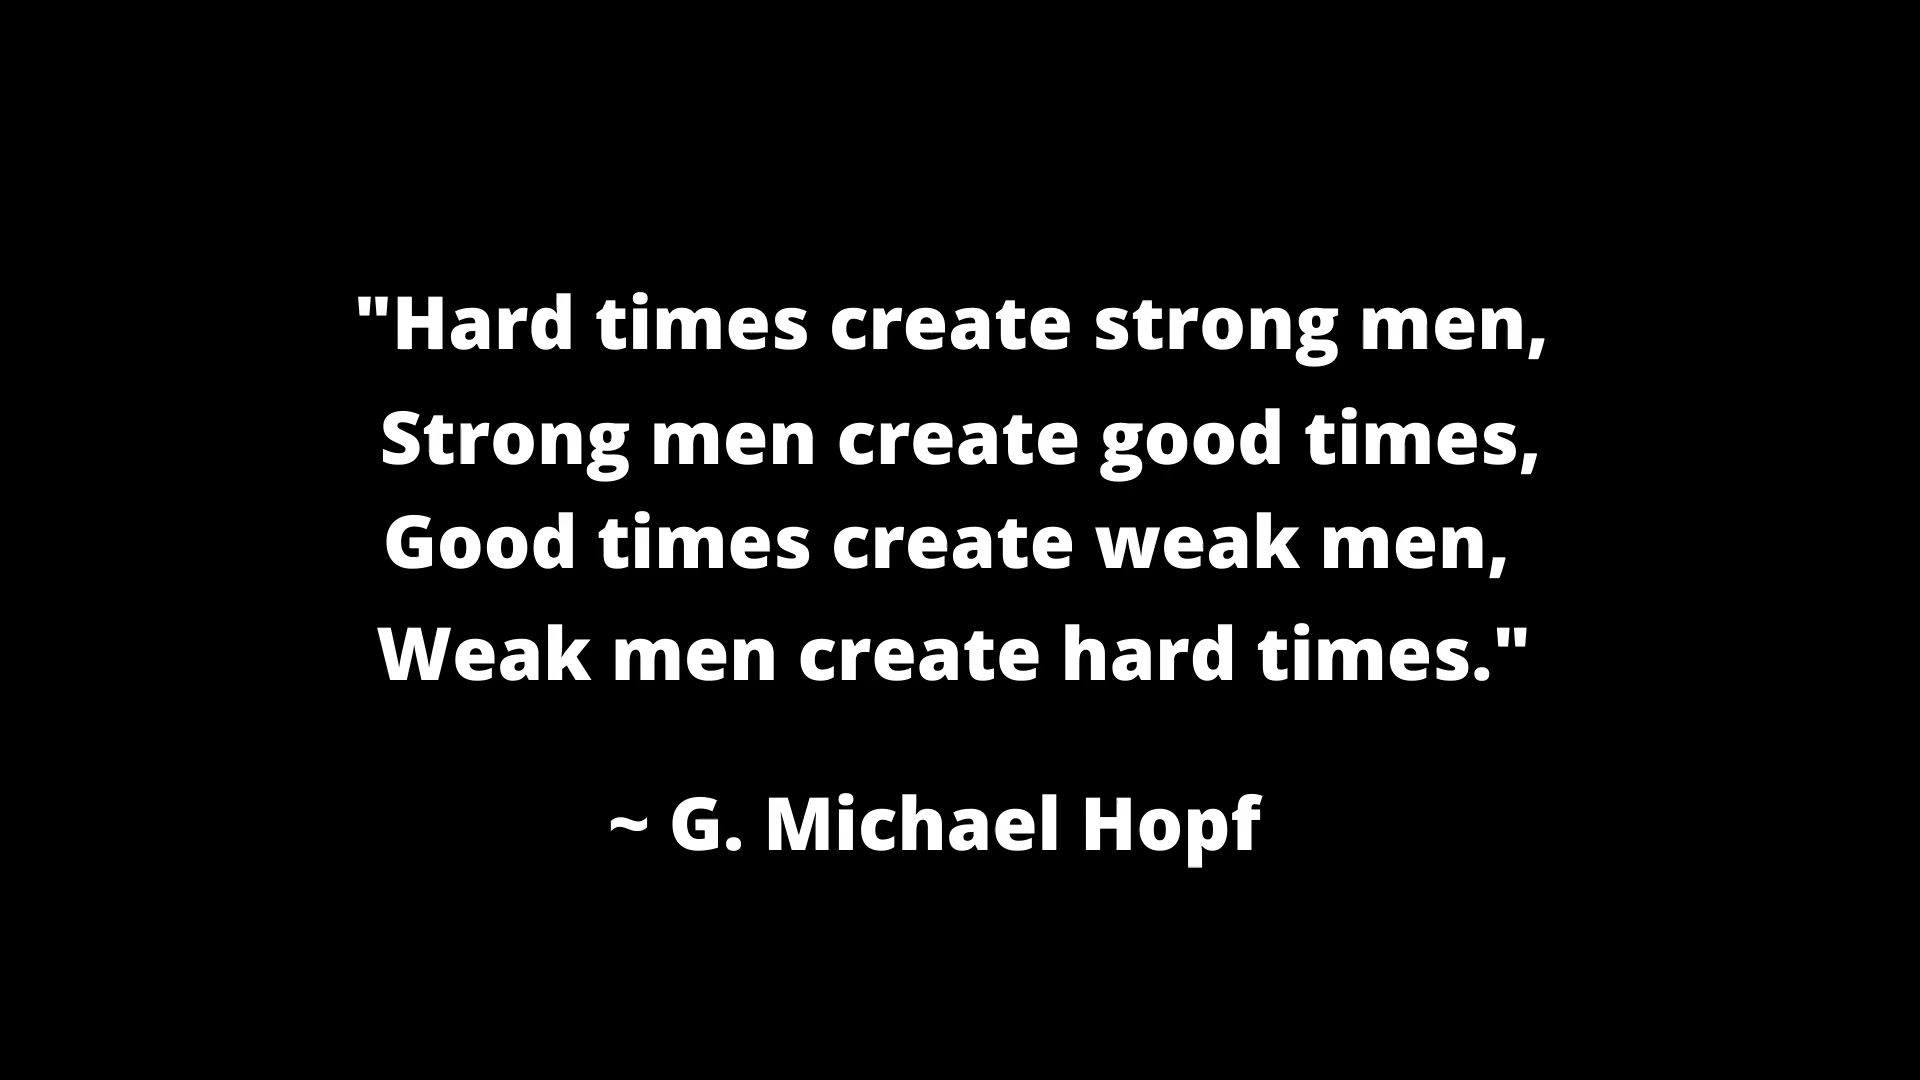 "Hard times create strong men,
Strong men create good times,
Good times create weak men,
Weak men create hard times."
~ G. Michael Hopf